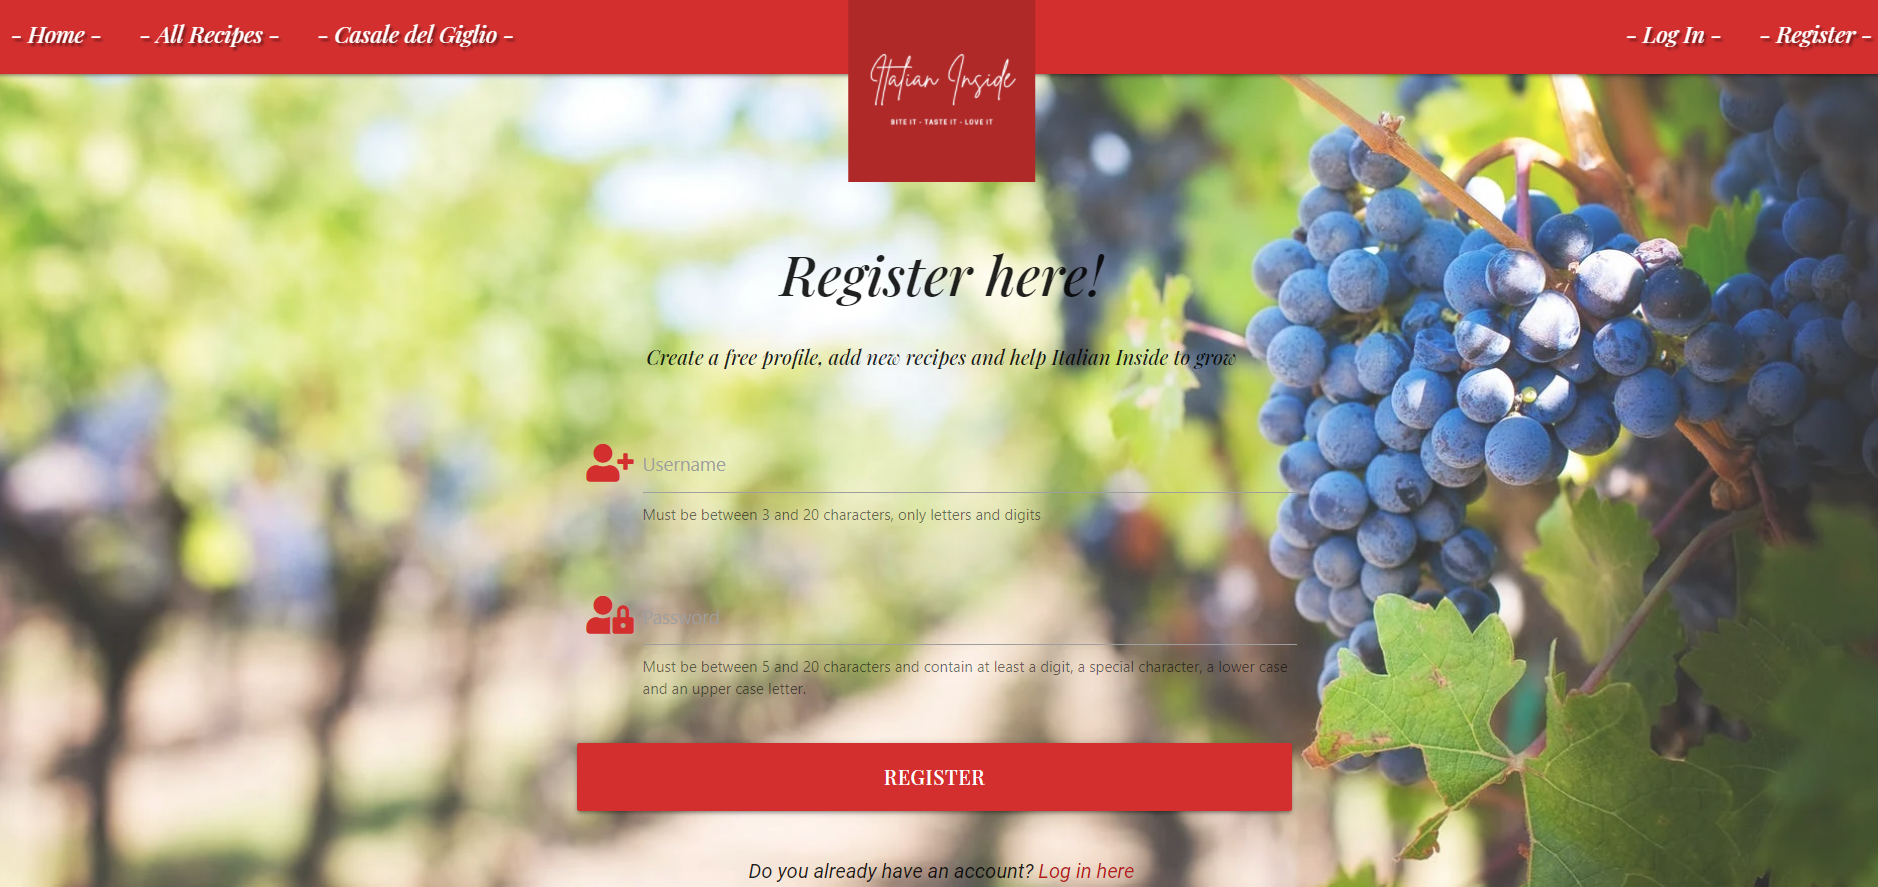 - Home -
- All Recipes -
- Casale del Giglio -
Italian Inside
BITE IT - TASTE IT - LOVE IT
- Log In -
- Register -
Register here!
Create a free profile, add new recipes and help Italian Inside to grow
Username
Must be between 3 and 20 characters, only letters and digits
Password
Must be between 5 and 20 characters and contain at least a digit, a special character, a lower case
and an upper case letter.
REGISTER
Do you already have an account? Log in here